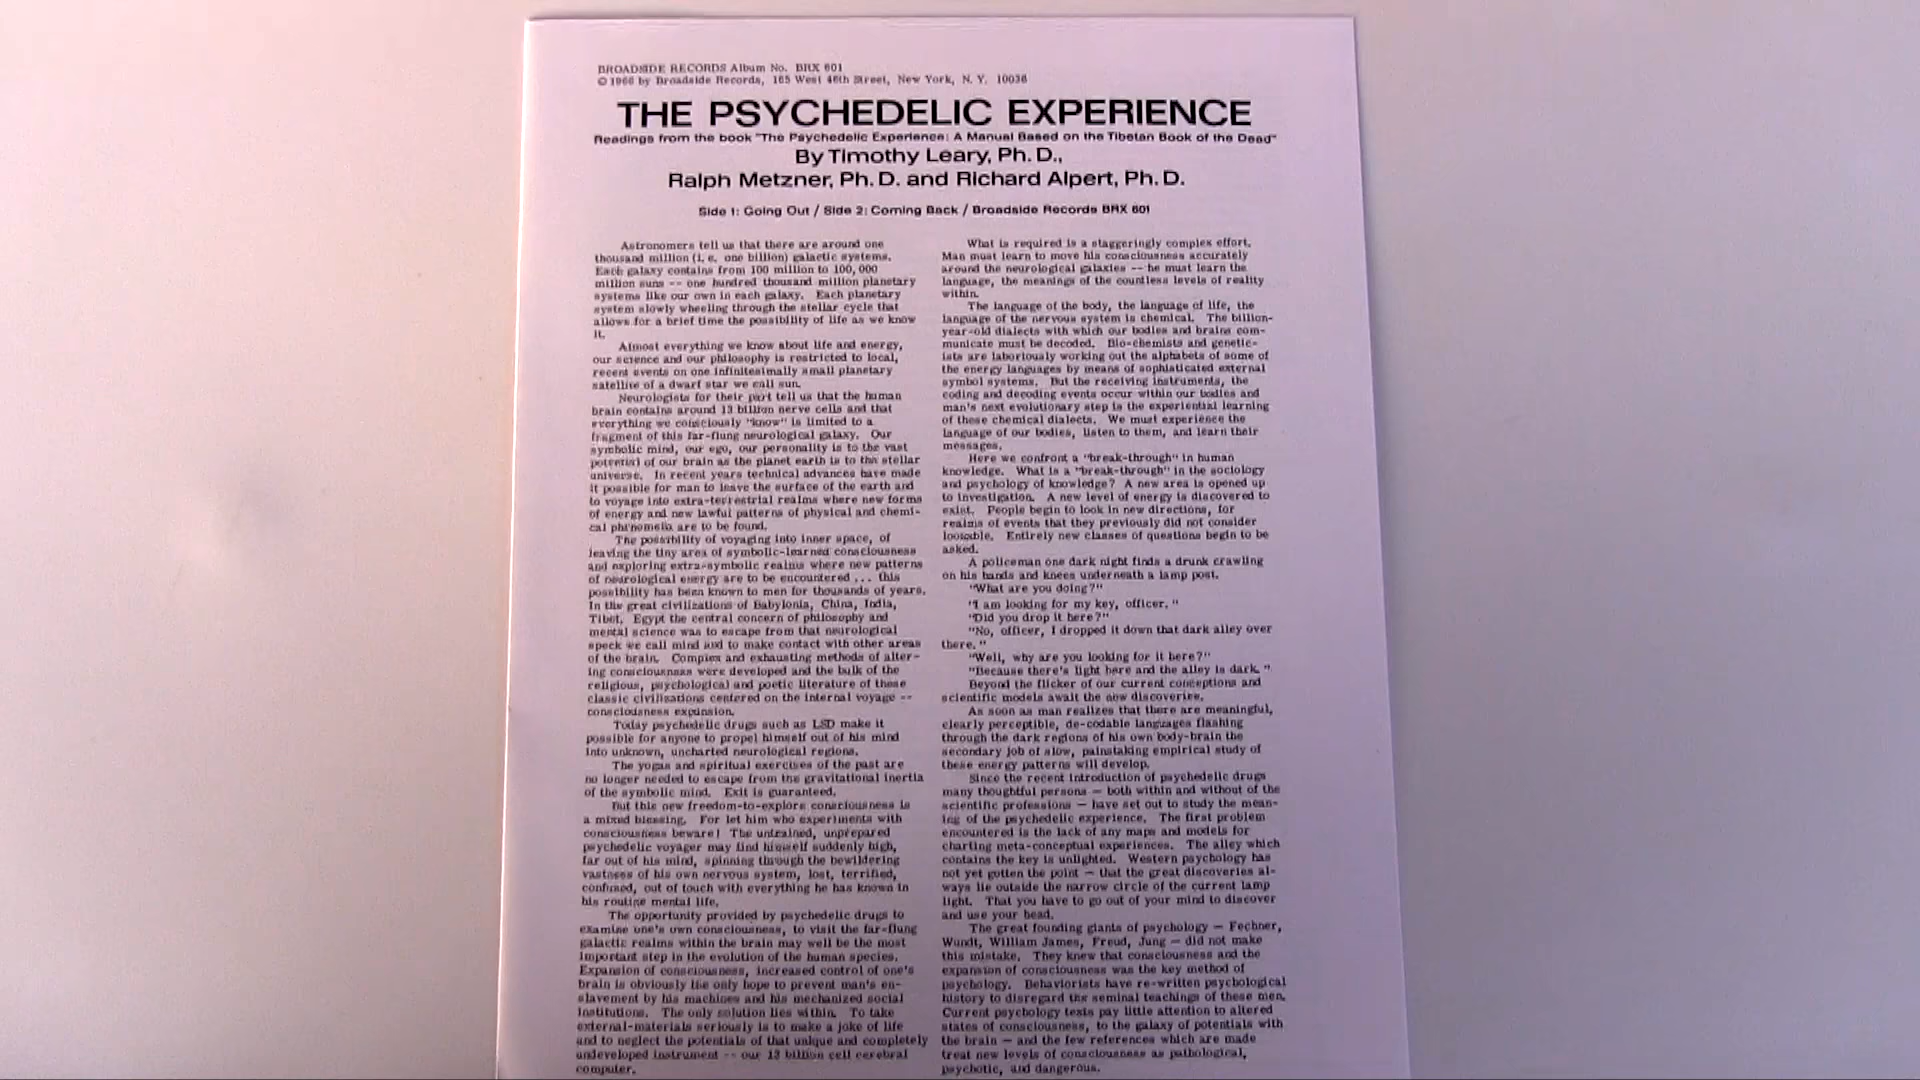 BROADSIDE RECORDS Album No. BRX 601
© 1966 by Broadside Records, 165 West 46th Street, New York, N. Y. 10036
THE PSYCHEDELIC EXPERIENCE
Readings from the book "The Psychedelic Experience: A Manual Based on the Tibetan Book of the Dead"
By Timothy Leary, Ph. D.,
Ralph Metzner, Ph. D. and Richard Alpert, Ph. D.
Side 1: Going Out / Side 2: Coming Back / Broadside Records BRX 601
Astronomers tell us that there are around one
thousand million (i. e. one billion) galactic systems.
Each galaxy contains from 100 million to 100,000
million suns -- one hundred thousand million planetary
systems like our own in each galaxy. Each planetary
system slowly wheeling through the stellar cycle that
allows for a brief time the possibility of life as we know
it.
Almost everything we know about life and energy,
our science and our philosophy is restricted to local,
recent events on one infinitesimally small planetary
satellite of a dwarf star we call sun.
Neurologists for their part tell us that the human
brain contains around 13 billion nerve cells and that
everything we consciously "know" is limited to a
fragment of this far-flung neurological galaxy. Our
symbolic mind, our ego, our personality is to the vast
potential of our brain as the planet earth is to the stellar
universe. In recent years technical advances have made
it possible for man to leave the surface of the earth and
to voyage into extra-terrestrial realms where new forms
of energy and new lawful patterns of physical and chemi-
cal phenomena are to be found.
The possibility of voyaging into inner space, of
leaving the tiny area of symbolic-learned consciousness
and exploring extra-symbolic realms where new patterns
of neurological energy are to be encountered ... this
possibility has been known to men for thousands of years.
In the great civilizations of Babylonia, China, India,
Tibet, Egypt the central concern of philosophy and
mental science was to escape from that neurological
speck we call mind and to make contact with other areas
of the brain. Complex and exhausting methods of alter-
ing consciousness were developed and the bulk of the
religious, psychological and poetic literature of these
classic civilizations centered on the internal voyage --
consciousness expansion.
Today psychedelic drugs such as LSD make it
possible for anyone to propel himself out of his mind
into unknown, uncharted neurological regions.
The yogas and spiritual exercises of the past are
no longer needed to escape from the gravitational inertia
of the symbolic mind. Exit is guaranteed.
But this new freedom-to-explore consciousness is
a mixed blessing. For let him who experiments with
consciousness beware! The untrained, unprepared
psychedelic voyager may find himself suddenly high,
far out of his mind, spinning through the bewildering
vastness of his own nervous system, lost, terrified,
confused, out of touch with everything he has known in
his routine mental life.
The opportunity provided by psychedelic drugs to
examine one's own consciousness, to visit the far-flung
galactic realms within the brain may well be the most
important step in the evolution of the human species.
Expansion of consciousness, increased control of one's
brain is obviously the only hope to prevent man's en-
slavement by his machines and his mechanized social
institutions. The only solution lies within. To take
external-materials seriously is to make a joke of life
and to neglect the potentials of that unique and completely
undeveloped instrument -- our 13 billion cell cerebral
computer.
What is required is a staggeringly complex effort.
Man must learn to move his consciousness accurately
around the neurological galaxies -- he must learn the
language, the meanings of the countless levels of reality
within.
The language of the body, the language of life, the
language of the nervous system is chemical. The billion-
year-old dialects with which our bodies and brains com-
municate must be decoded. Bio-chemists and genetic-
ists are laboriously working out the alphabets of some of
the energy languages by means of sophisticated external
symbol systems. But the receiving instruments, the
coding and decoding events occur within our bodies and
man's next evolutionary step is the experiential learning
of these chemical dialects. We must experience the
language of our bodies, listen to them, and learn their
messages.
Here we confront a "break-through" in human
knowledge. What is a "break-through" in the sociology
and psychology of knowledge? A new area is opened up
to investigation. A new level of energy is discovered to
exist. People begin to look in new directions, for
realms of events that they previously did not consider
lookable. Entirely new classes of questions begin to be
asked.
A policeman one dark night finds a drunk crawling
on his hands and knees underneath a lamp post.
"What are you doing?"
"I am looking for my key, officer. "
"Did you drop it here?"
"No, officer, I dropped it down that dark alley over
there. "
"Well, why are you looking for it here?"
"Because there's light here and the alley is dark. "
Beyond the flicker of our current conceptions and
scientific models await the new discoveries.
As soon as man realizes that there are meaningful,
clearly perceptible, de-codable languages flashing
through the dark regions of his own body-brain the
secondary job of slow, painstaking empirical study of
these energy patterns will develop.
Since the recent introduction of psychedelic drugs
many thoughtful persons — both within and without of the
scientific professions — have set out to study the mean-
ing of the psychedelic experience. The first problem
encountered is the lack of any maps and models for
charting meta-conceptual experiences. The alley which
contains the key is unlighted. Western psychology has
not yet gotten the point — that the great discoveries al-
ways lie outside the narrow circle of the current lamp
light. That you have to go out of your mind to discover
and use your head.
The great founding giants of psychology — Fechner,
Wundt, William James, Freud, Jung — did not make
this mistake. They knew that consciousness and the
expansion of consciousness was the key method of
psychology. Behaviorists have re-written psychological
history to disregard the seminal teachings of these men.
Current psychology texts pay little attention to altered
states of consciousness, to the galaxy of potentials with
the brain — and the few references which are made
treat new levels of consciousness as pathological,
psychotic, and dangerous.